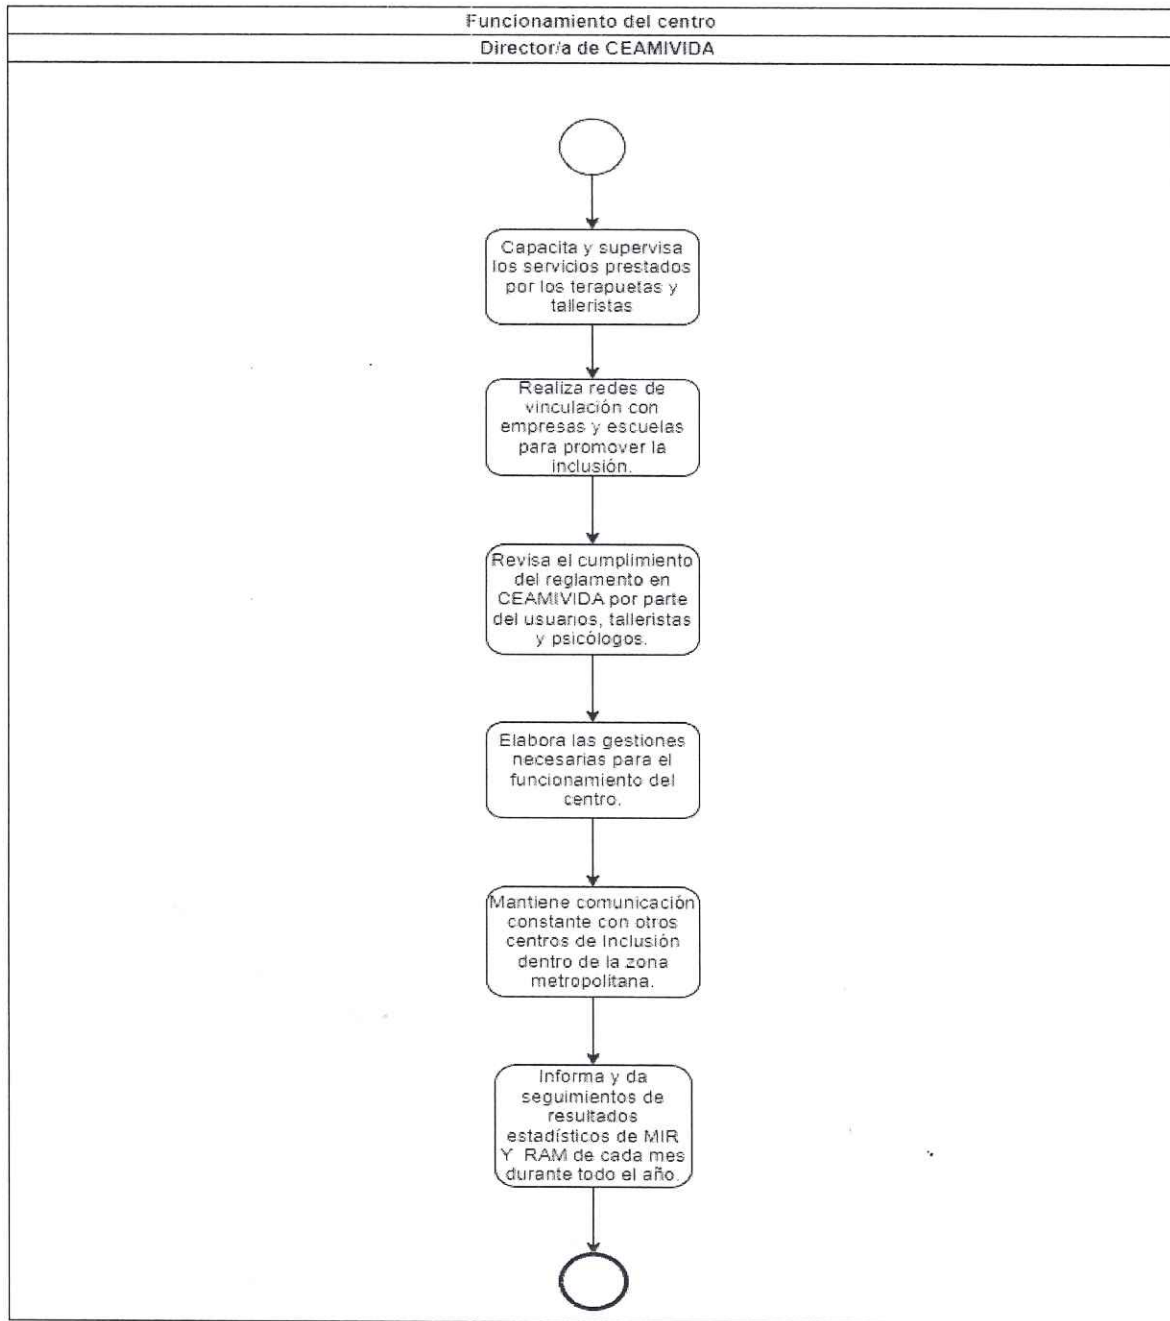 Funcionamiento del centro
Director/a de CEAMIVIDA
Capacita y supervisa
los servicios prestados
por los terapuetas y
talleristas
Realiza redes de
vinculación con
empresas y escuelas
para promover la
inclusión.
Revisa el cumplimiento
del reglamento en
CEAMIVIDA por parte
del usuarios, talleristas
y psicólogos.
Elabora las gestiones
necesarias para el
funcionamiento del
centro.
Mantiene comunicación
constante con otros
centros de Inclusión
dentro de la zona
metropolitana.
Informa y da
seguimientos de
resultados
estadísticos de MIR
Y RAM de cada mes
durante todo el año.